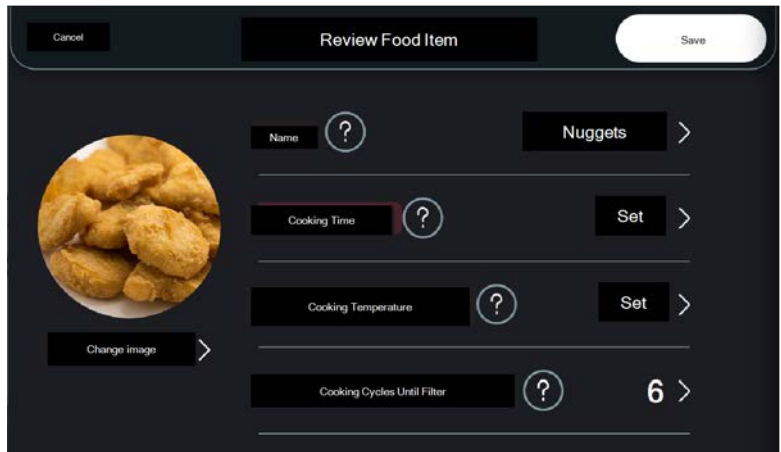 Cancel
Review Food Item
Save
Name ?
Nuggets
Cooking Time ?
Set
Cooking Temperature ?
Set
Change image
Cooking Cycles Until Filter ?
6